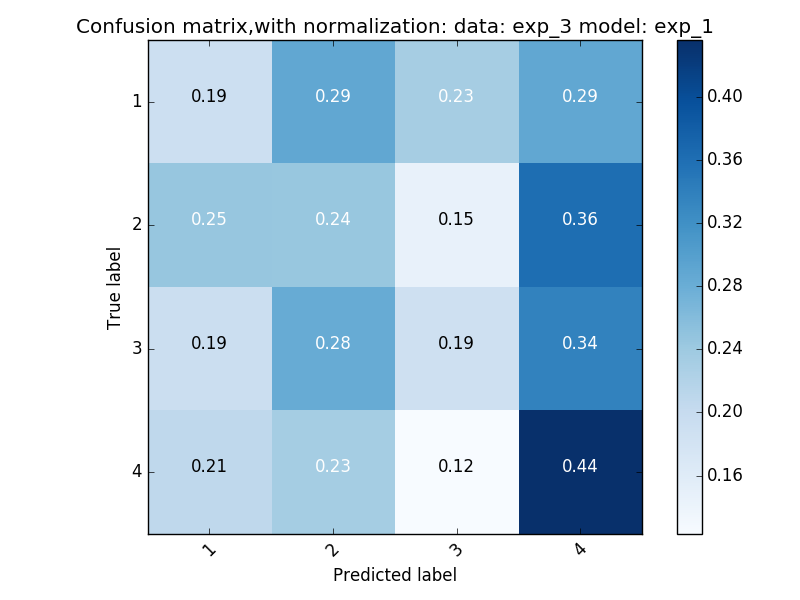 Confusion matrix,with normalization: data: exp_3 model: exp_1
True label
1
0.19 0.29 0.23 0.29
2
0.25 0.24 0.15 0.36
3
0.19 0.28 0.19 0.34
4
0.21 0.23 0.12 0.44
1 2 3 4
Predicted label
0.40
0.36
0.32
0.28
0.24
0.20
0.16